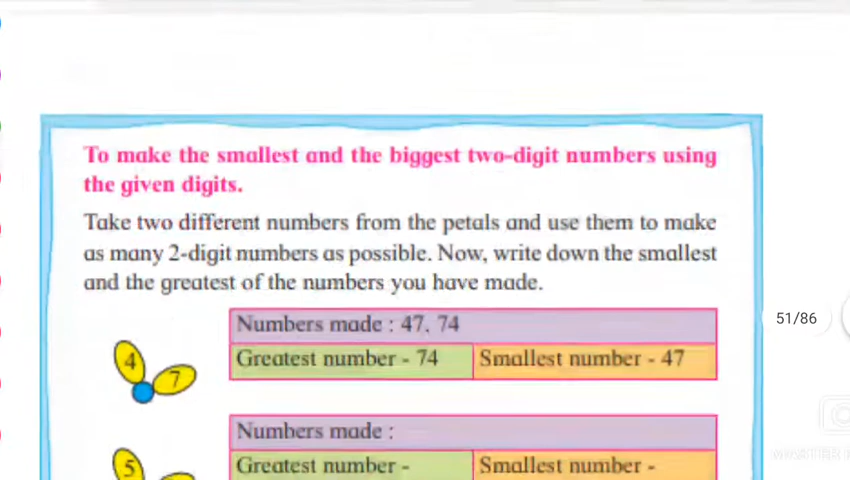 To make the smallest and the biggest two-digit numbers using
the given digits.
Take two different numbers from the petals and use them to make
as many 2-digit numbers as possible. Now, write down the smallest
and the greatest of the numbers you have made.
Numbers made : 47, 74
4
7
Greatest number - 74
Smallest number - 47
51/86
Numbers made :
5
Greatest number -
Smallest number -